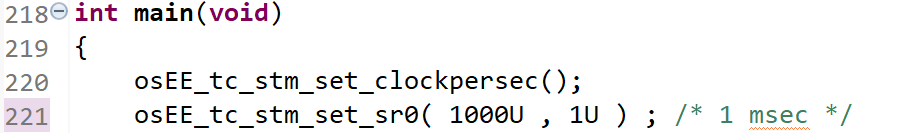 218 int main(void)
219 {
220     osEE_tc_stm_set_clockpersec();
221     osEE_tc_stm_set_sr0( 1000U , 1U ) ; /* 1 msec */